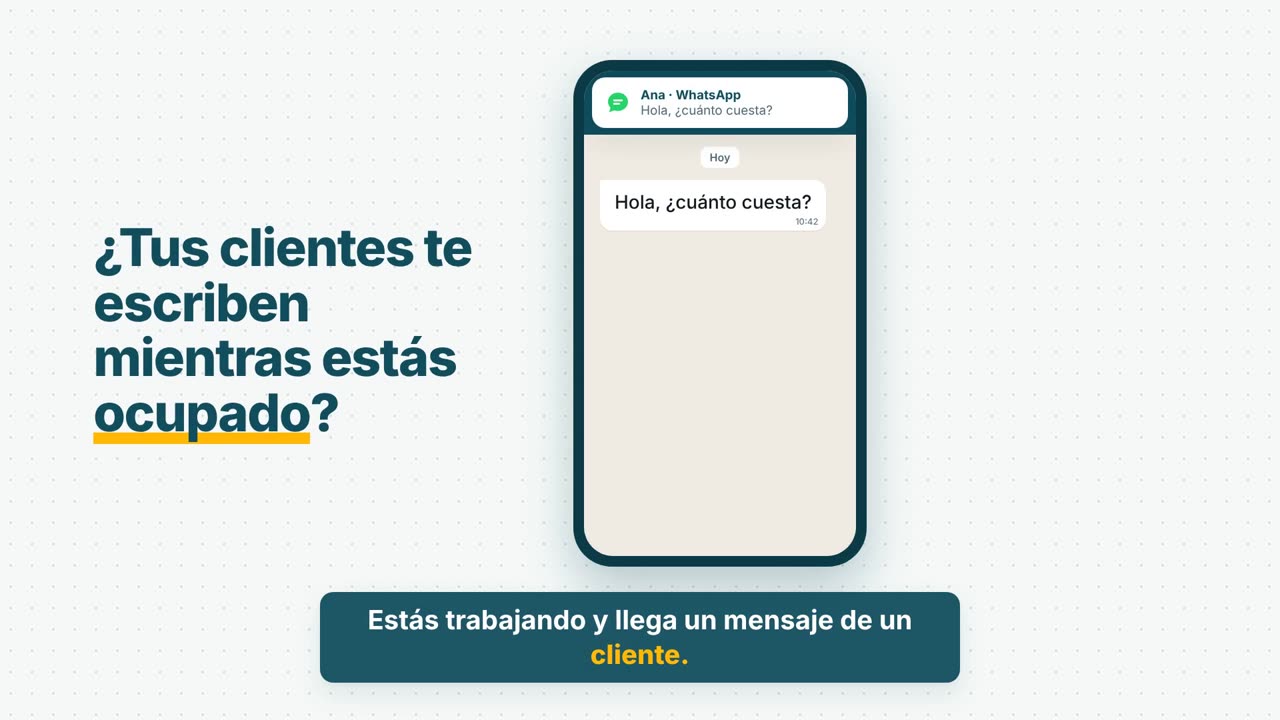 ¿Tus clientes te
escriben
mientras estás
ocupado?
Ana · WhatsApp
Hola, ¿cuánto cuesta?
Hoy
Hola, ¿cuánto cuesta?
10:42
Estás trabajando y llega un mensaje de un
cliente.